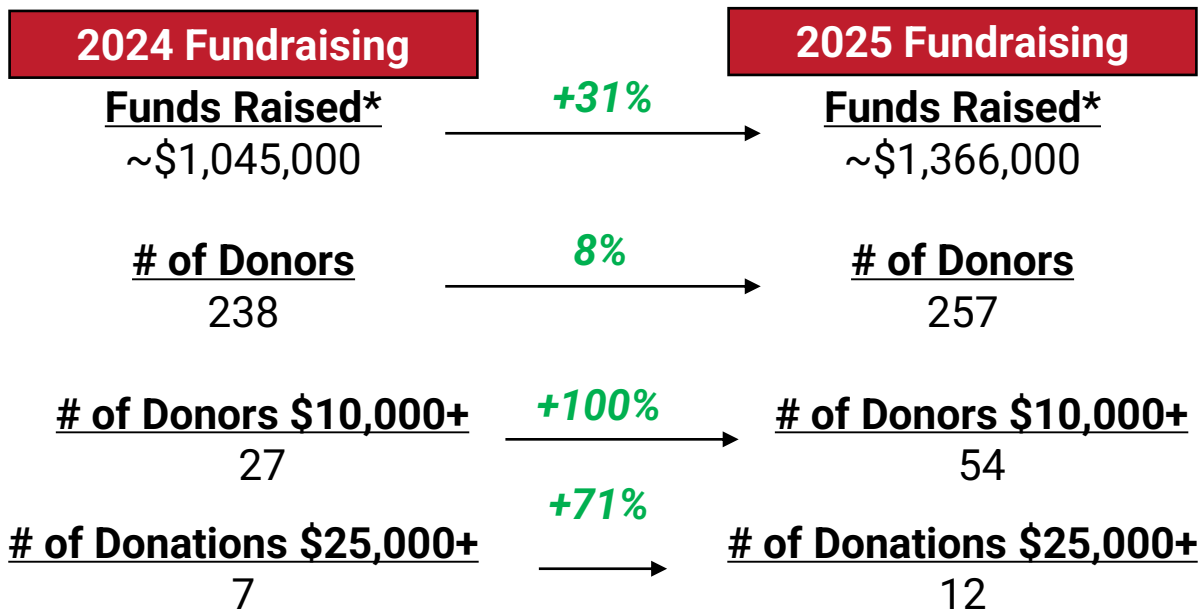 2024 Fundraising
2025 Fundraising
Funds Raised*
+31%
Funds Raised*
~$1,045,000
~$1,366,000
# of Donors
8%
# of Donors
238
257
# of Donors $10,000+
+100%
# of Donors $10,000+
27
54
+71%
# of Donations $25,000+
# of Donations $25,000+
7
12